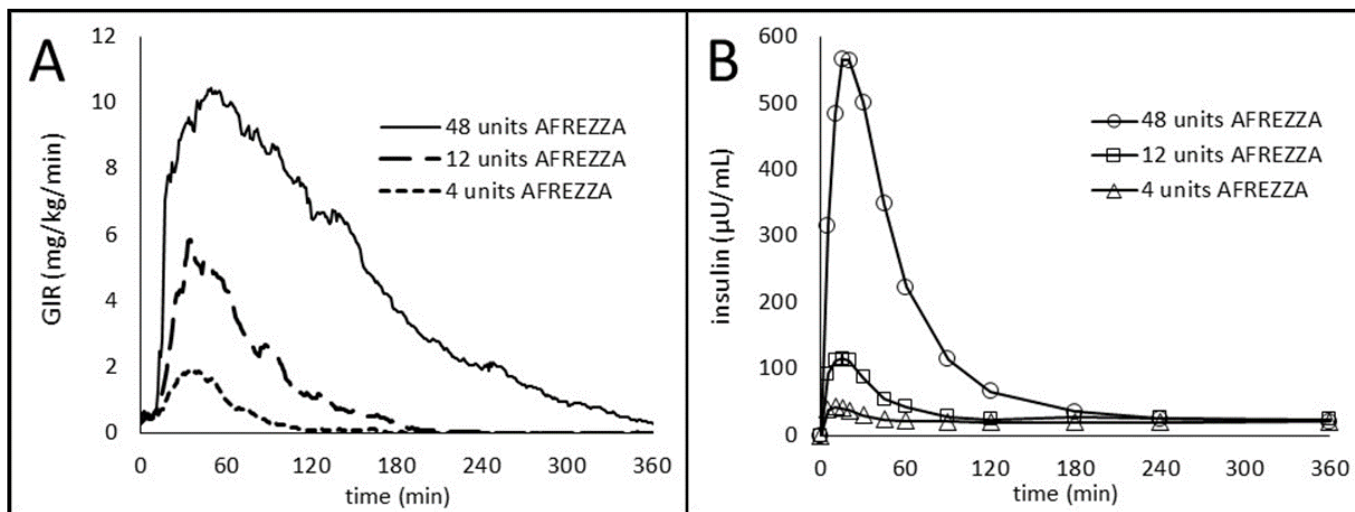 A
GIR (mg/kg/min)
12
10
8
6
4
2
0
48 units AFREZZA
12 units AFREZZA
4 units AFREZZA
0 60 120 180 240 300 360
time (min)
B
insulin (µU/mL)
600
500
400
300
200
100
0
48 units AFREZZA
12 units AFREZZA
4 units AFREZZA
0 60 120 180 240 300 360
time (min)